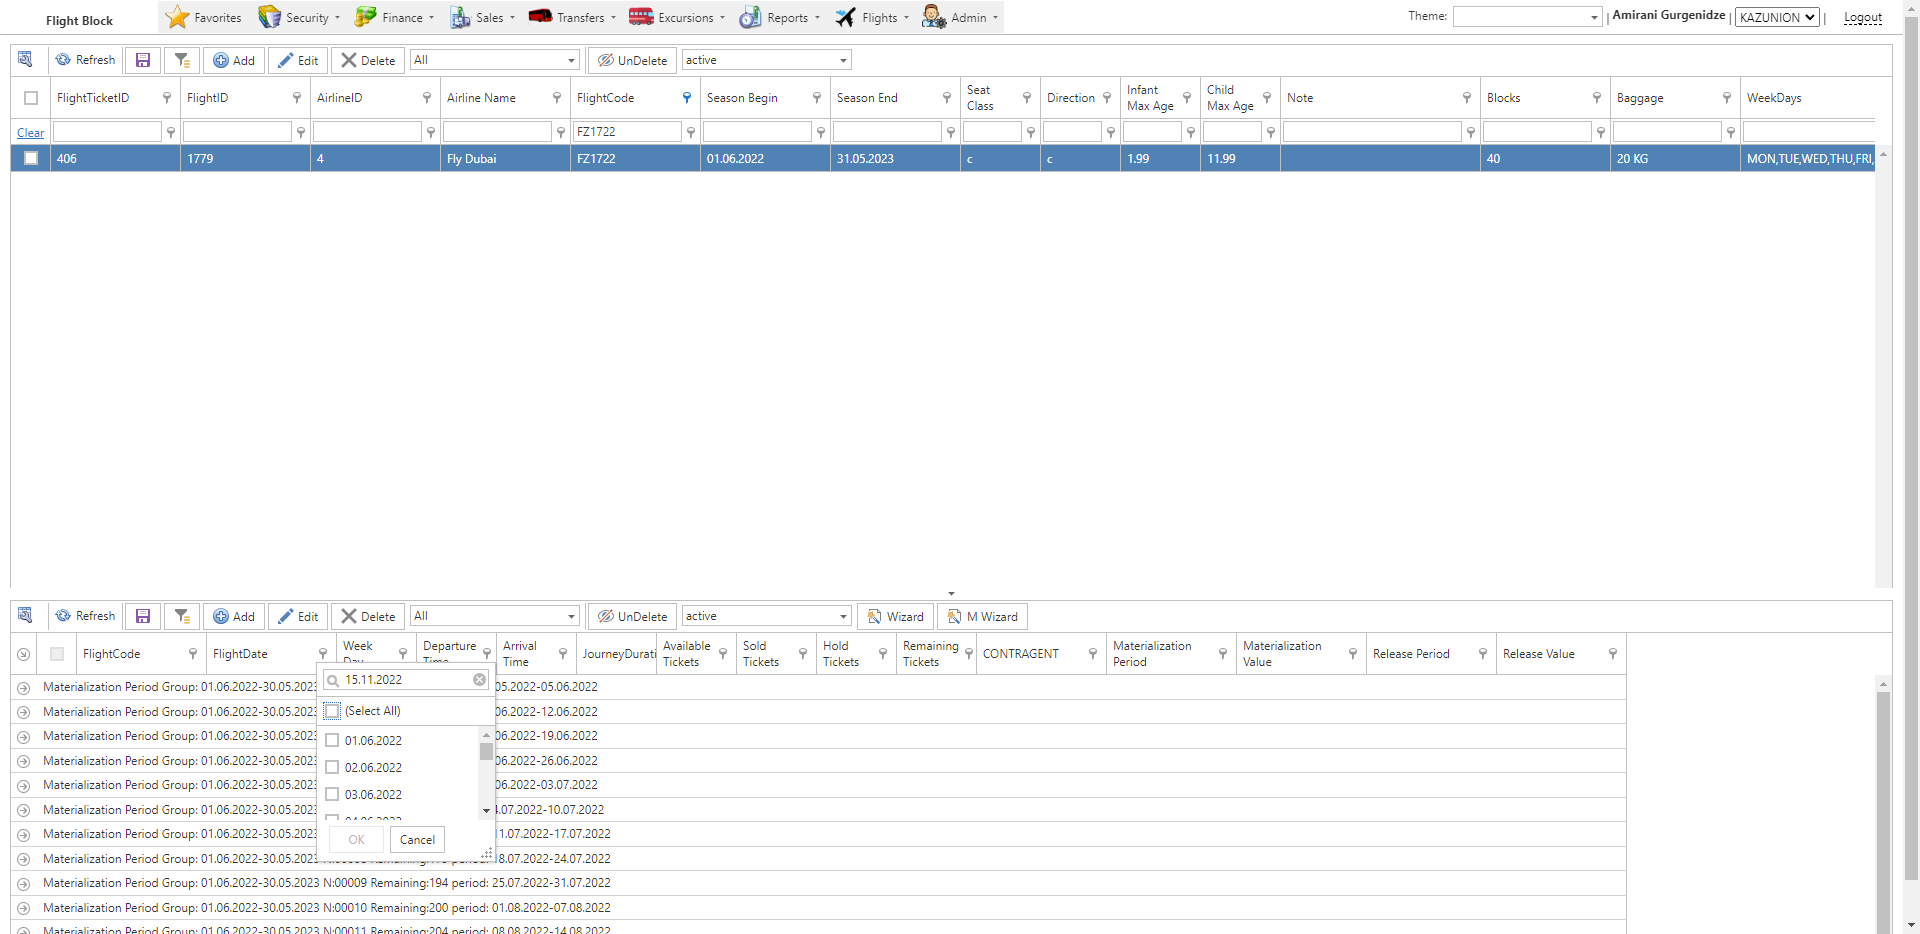 Flight Block Favorites Security Finance Sales Transfers Excursions Reports Flights Admin Theme: | Amirani Gurgenidze | KAZUNION | Logout
Refresh Add Edit Delete All UnDelete active
FlightTicketID FlightID AirlineID Airline Name FlightCode Season Begin Season End Seat Class Direction Infant Max Age Child Max Age Note Blocks Baggage WeekDays
Clear FZ1722
406 1779 4 Fly Dubai FZ1722 01.06.2022 31.05.2023 c c 1.99 11.99 40 20 KG MON,TUE,WED,THU,FRI,
Refresh Add Edit Delete All UnDelete active Wizard M Wizard
FlightCode FlightDate Week Day Departure Time Arrival Time JourneyDurati Available Tickets Sold Tickets Hold Tickets Remaining Tickets CONTRAGENT Materialization Period Materialization Value Release Period Release Value
15.11.2022
(Select All)
01.06.2022
02.06.2022
03.06.2022
04.06.2022
OK Cancel
Materialization Period Group: 01.06.2022-30.05.2023 05.2022-05.06.2022
Materialization Period Group: 01.06.2022-30.05.2023 06.2022-12.06.2022
Materialization Period Group: 01.06.2022-30.05.2023 06.2022-19.06.2022
Materialization Period Group: 01.06.2022-30.05.2023 06.2022-26.06.2022
Materialization Period Group: 01.06.2022-30.05.2023 06.2022-03.07.2022
Materialization Period Group: 01.06.2022-30.05.2023 4.07.2022-10.07.2022
Materialization Period Group: 01.06.2022-30.05.2023 11.07.2022-17.07.2022
Materialization Period Group: 01.06.2022-30.05.2023 18.07.2022-24.07.2022
Materialization Period Group: 01.06.2022-30.05.2023 N:00009 Remaining:194 period: 25.07.2022-31.07.2022
Materialization Period Group: 01.06.2022-30.05.2023 N:00010 Remaining:200 period: 01.08.2022-07.08.2022
Materialization Period Group: 01.06.2022-30.05.2023 N:00011 Remaining:204 period: 08.08.2022-14.08.2022